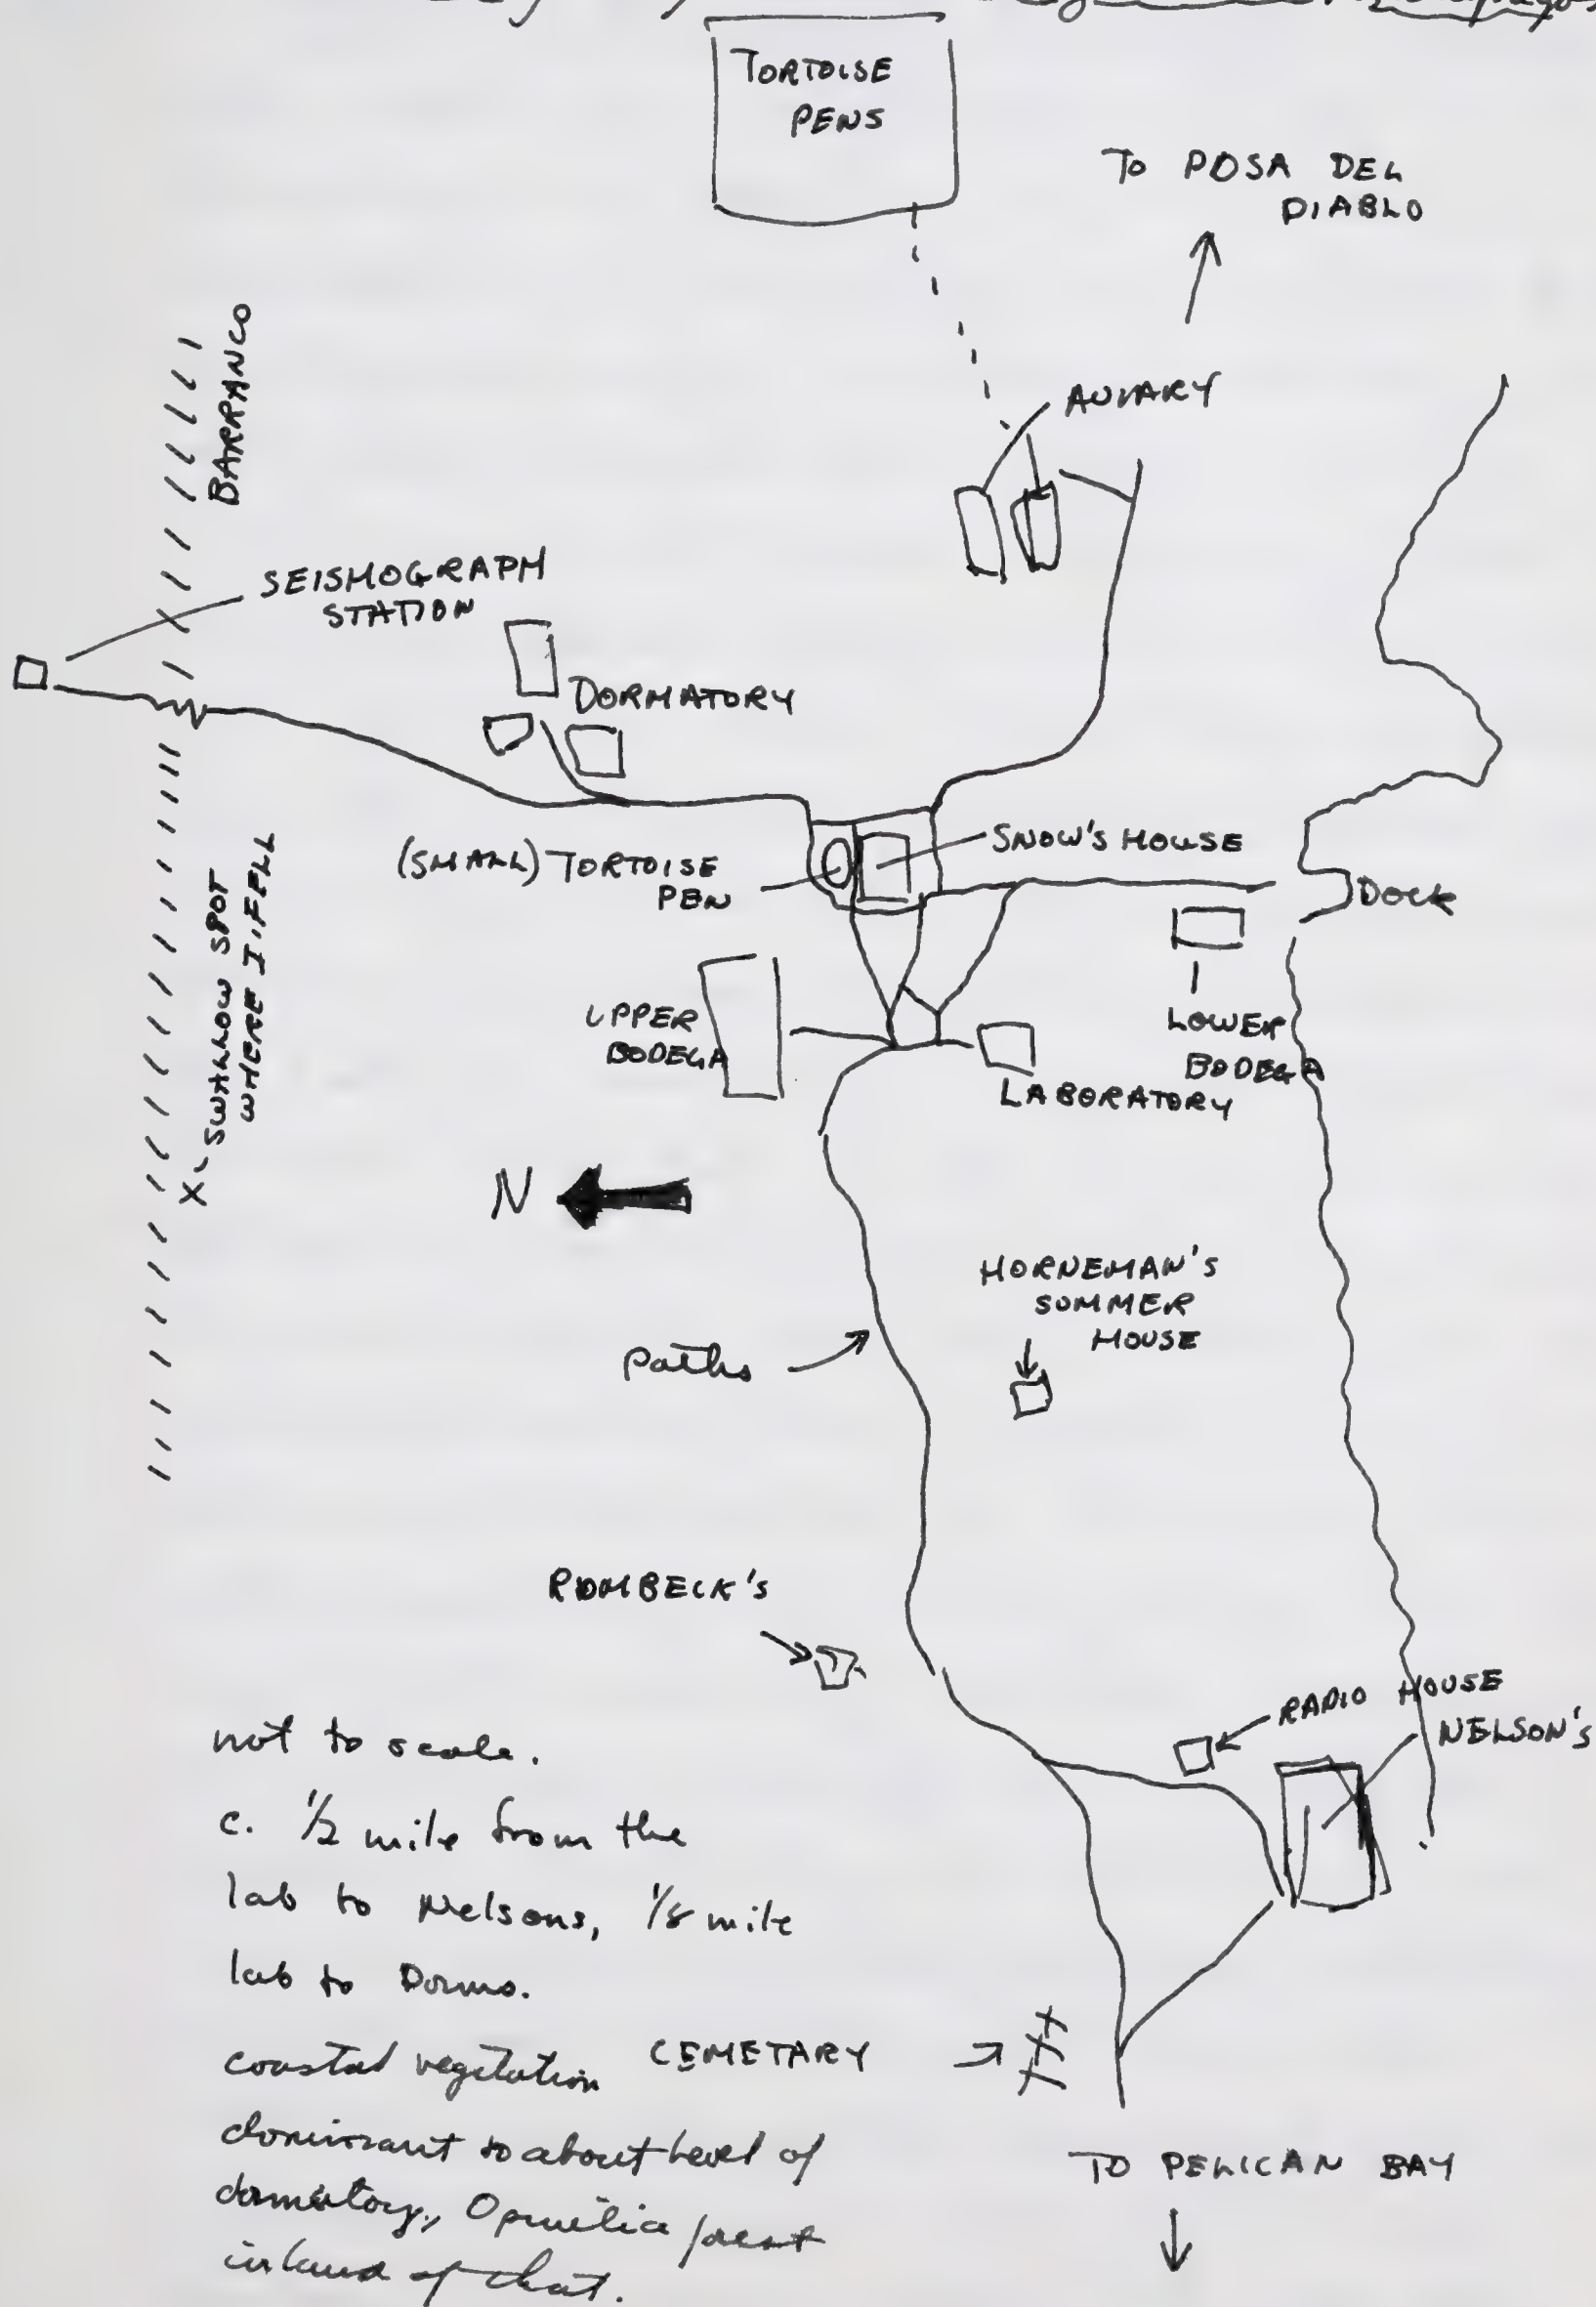 TORTOISE
PENS
TO POSA DEL
DIABLO
BARRANCO
AVIARY
SEISMOGRAPH
STATION
DORMATORY
(SMALL) TORTOISE
PEN
SNOW'S HOUSE
DOCK
SWALLOW SPOT
WHERE I FELL
X
UPPER
BODEGA
LOWER
BODEGA
LABORATORY
N
HORNEMAN'S
SUMMER
HOUSE
Paths
ROMBECK'S
RADIO HOUSE
NELSON'S
not to scale.
c. 1/2 mile from the
lab to Nelsons, 1/8 mile
lab to Dorms.
coastal vegetation
dominant to about level of
dormitory, Opuntia
inland of that.
CEMETARY
TO PELICAN BAY